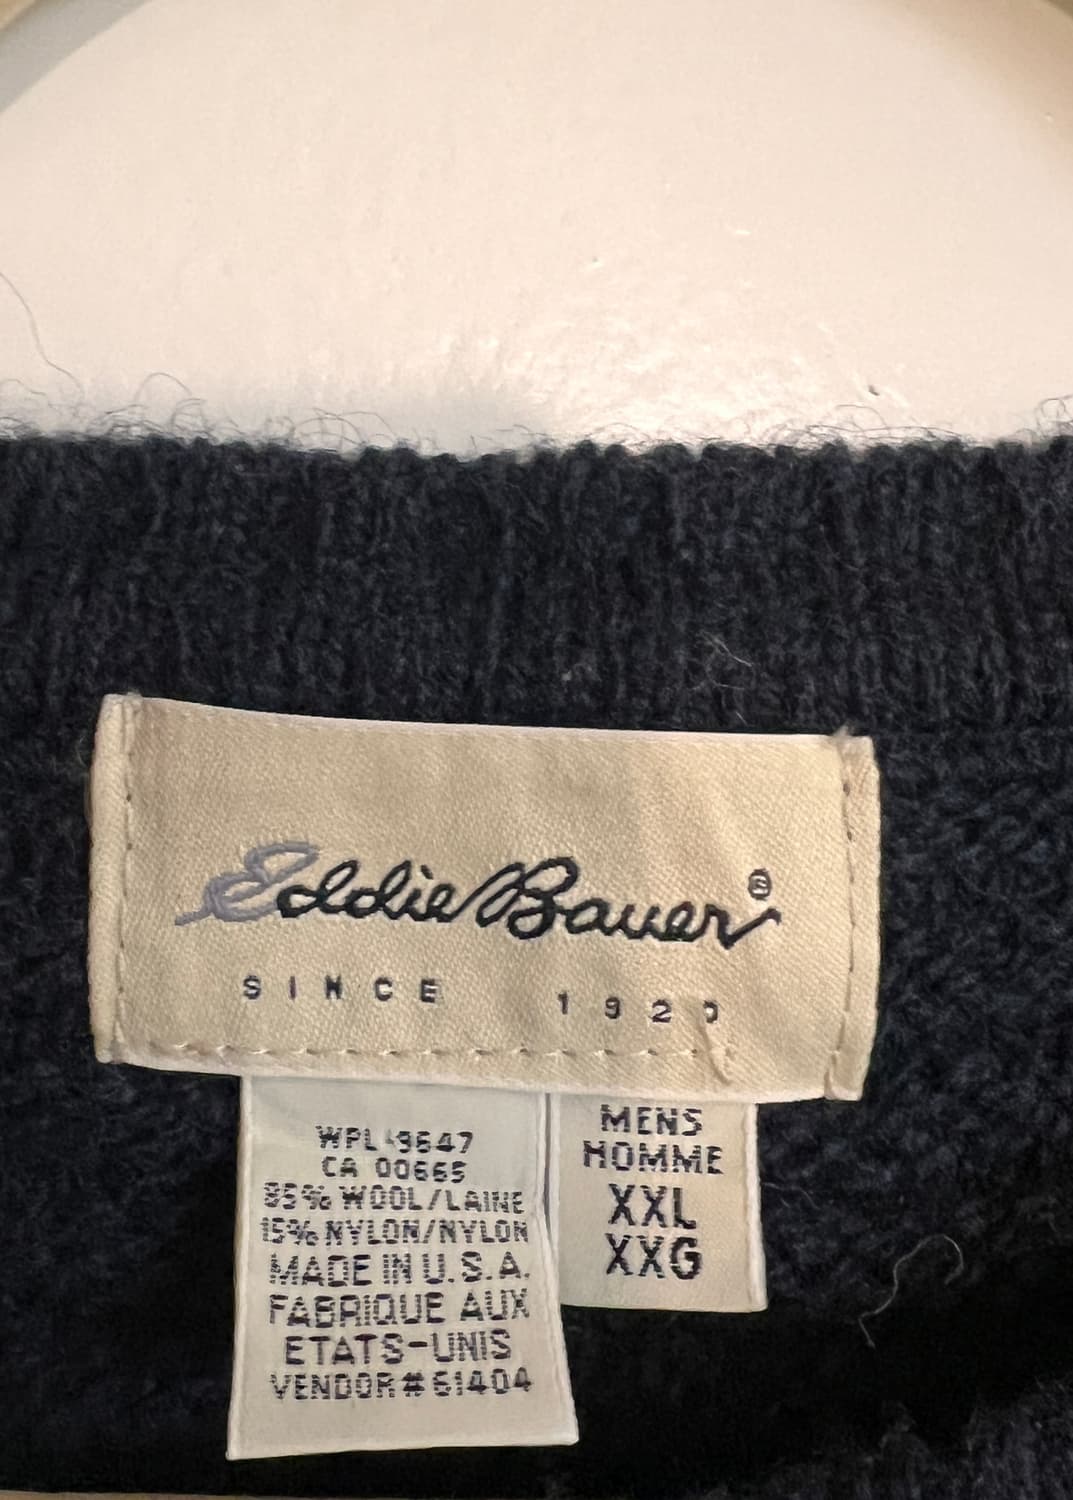 Eddie Bauer®
SINCE 1920
WPL 9647
CA 00665
85% WOOL/LAINE
15% NYLON/NYLON
MADE IN U.S.A.
FABRIQUE AUX
ETATS-UNIS
VENDOR# 61404
MENS
HOMME
XXL
XXG